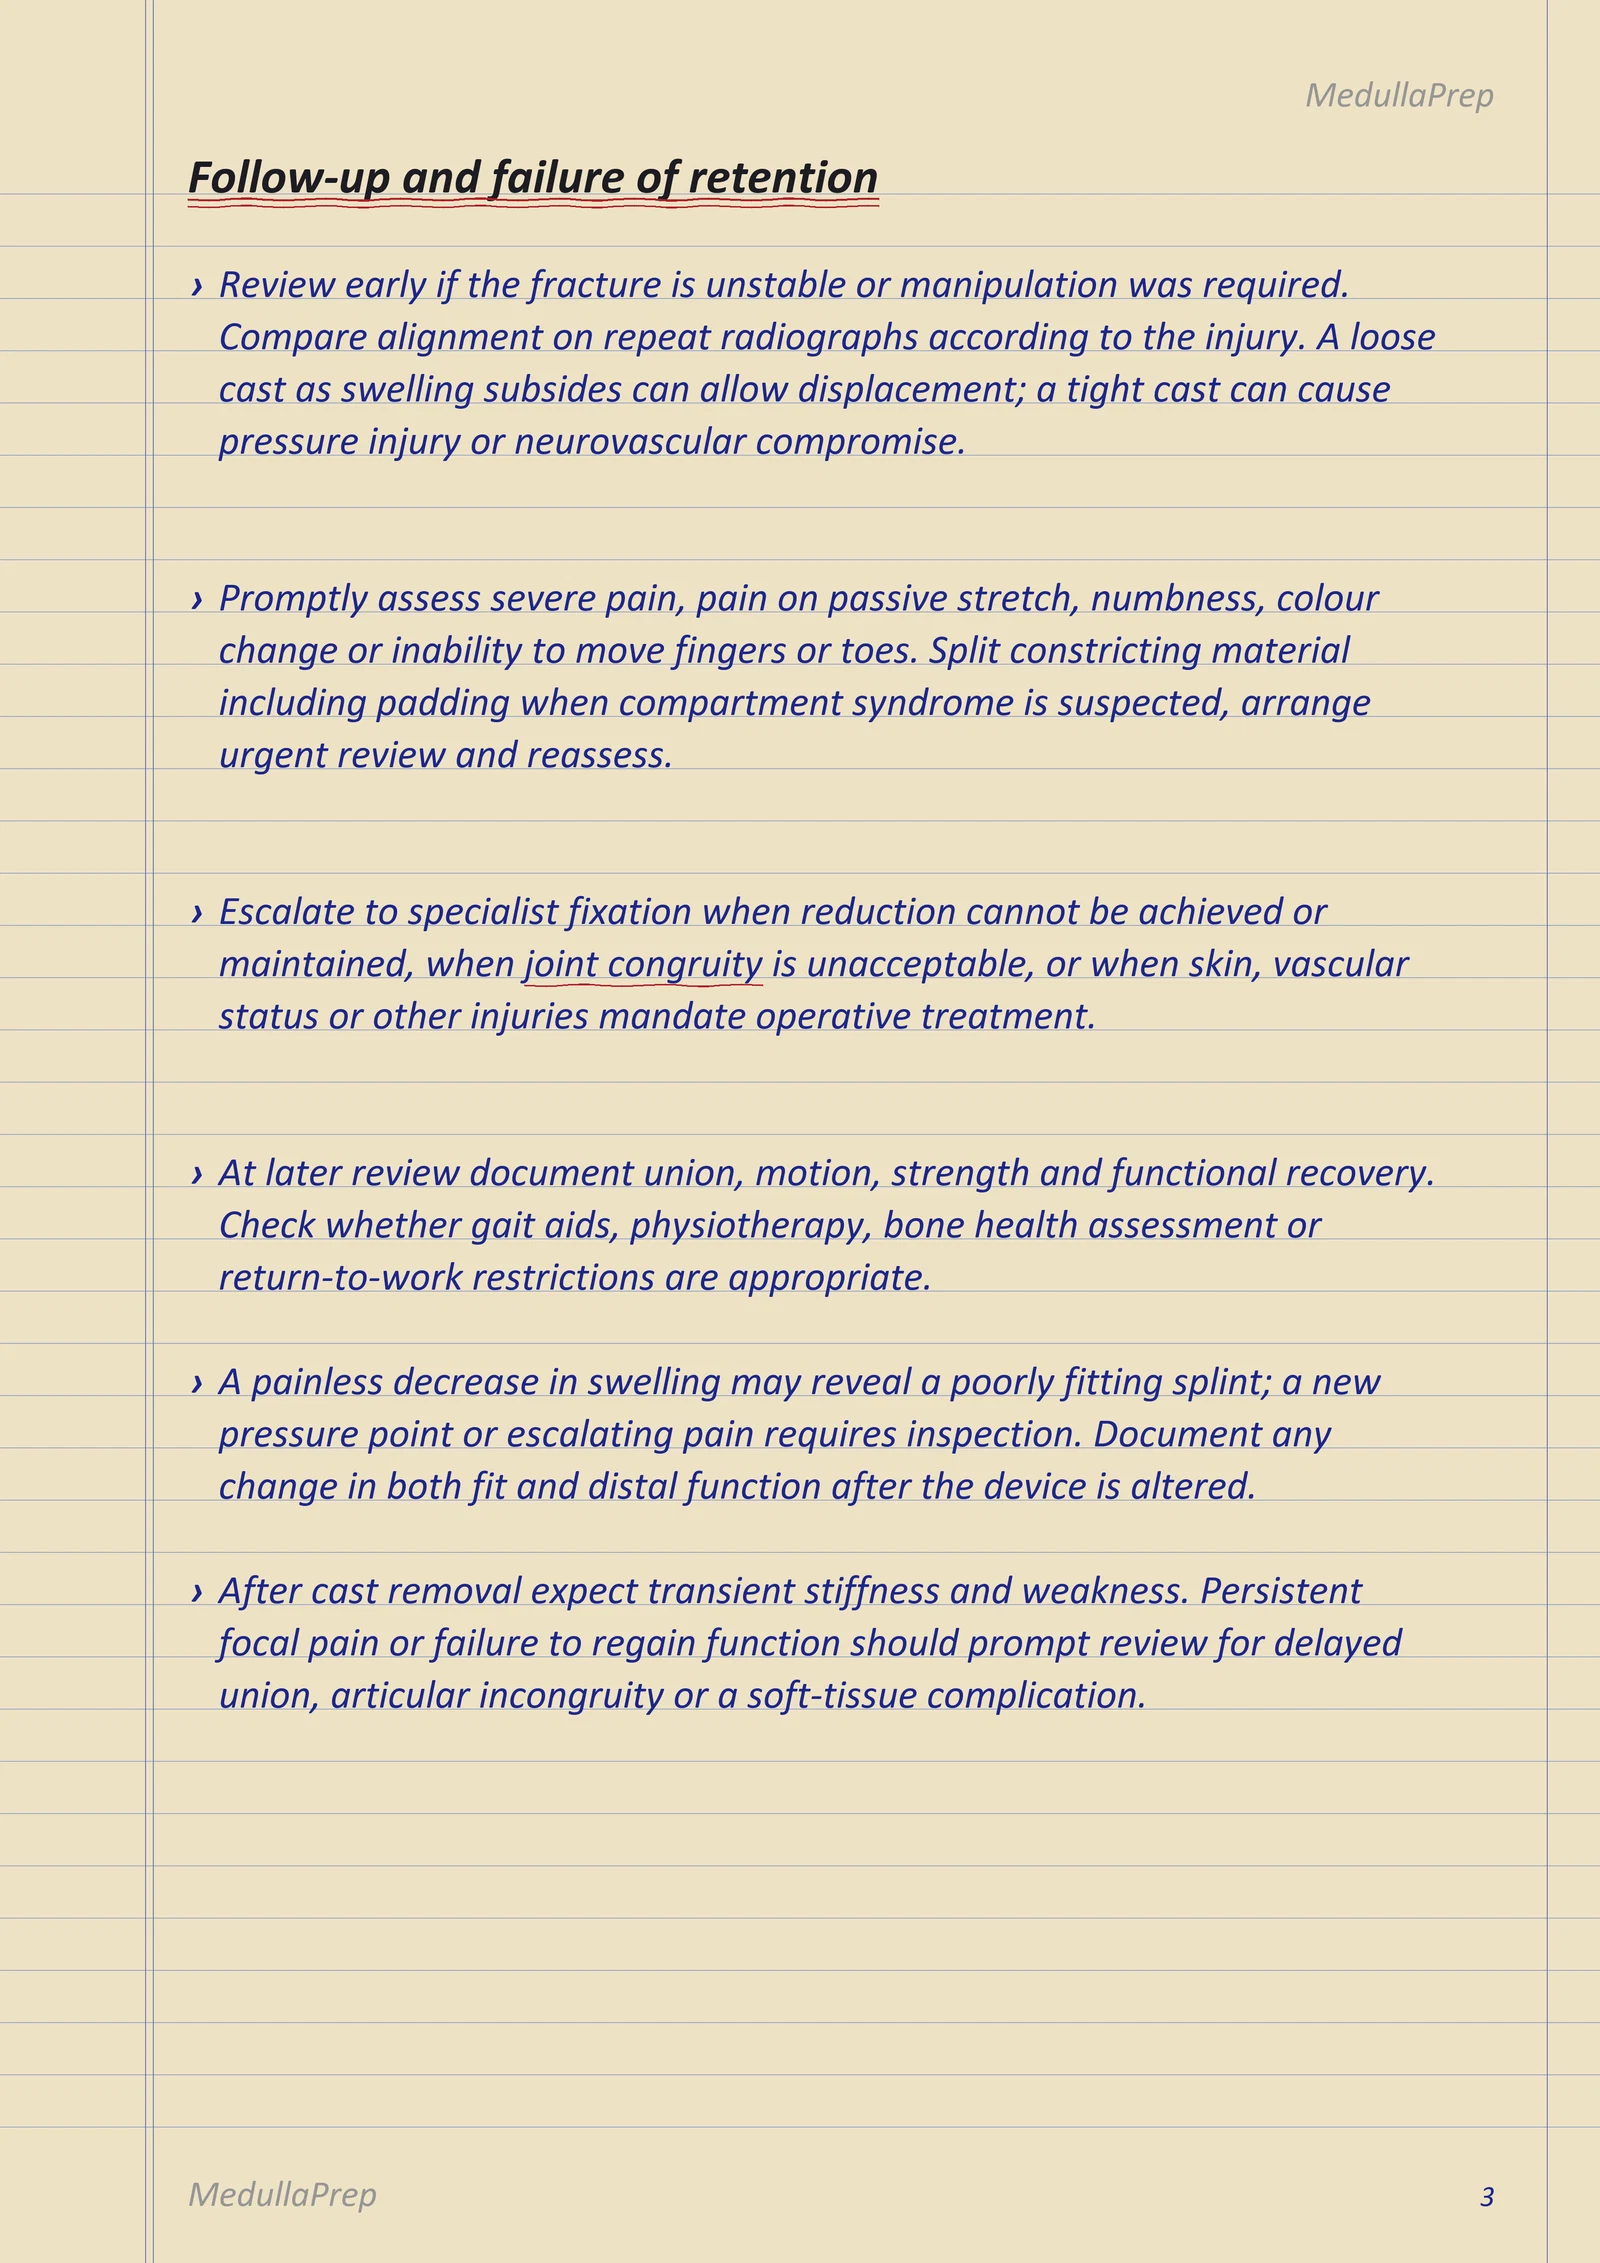 MedullaPrep
Follow-up and failure of retention
› Review early if the fracture is unstable or manipulation was required.
Compare alignment on repeat radiographs according to the injury. A loose
cast as swelling subsides can allow displacement; a tight cast can cause
pressure injury or neurovascular compromise.
› Promptly assess severe pain, pain on passive stretch, numbness, colour
change or inability to move fingers or toes. Split constricting material
including padding when compartment syndrome is suspected, arrange
urgent review and reassess.
› Escalate to specialist fixation when reduction cannot be achieved or
maintained, when joint congruity is unacceptable, or when skin, vascular
status or other injuries mandate operative treatment.
› At later review document union, motion, strength and functional recovery.
Check whether gait aids, physiotherapy, bone health assessment or
return-to-work restrictions are appropriate.
› A painless decrease in swelling may reveal a poorly fitting splint; a new
pressure point or escalating pain requires inspection. Document any
change in both fit and distal function after the device is altered.
› After cast removal expect transient stiffness and weakness. Persistent
focal pain or failure to regain function should prompt review for delayed
union, articular incongruity or a soft-tissue complication.
MedullaPrep
3